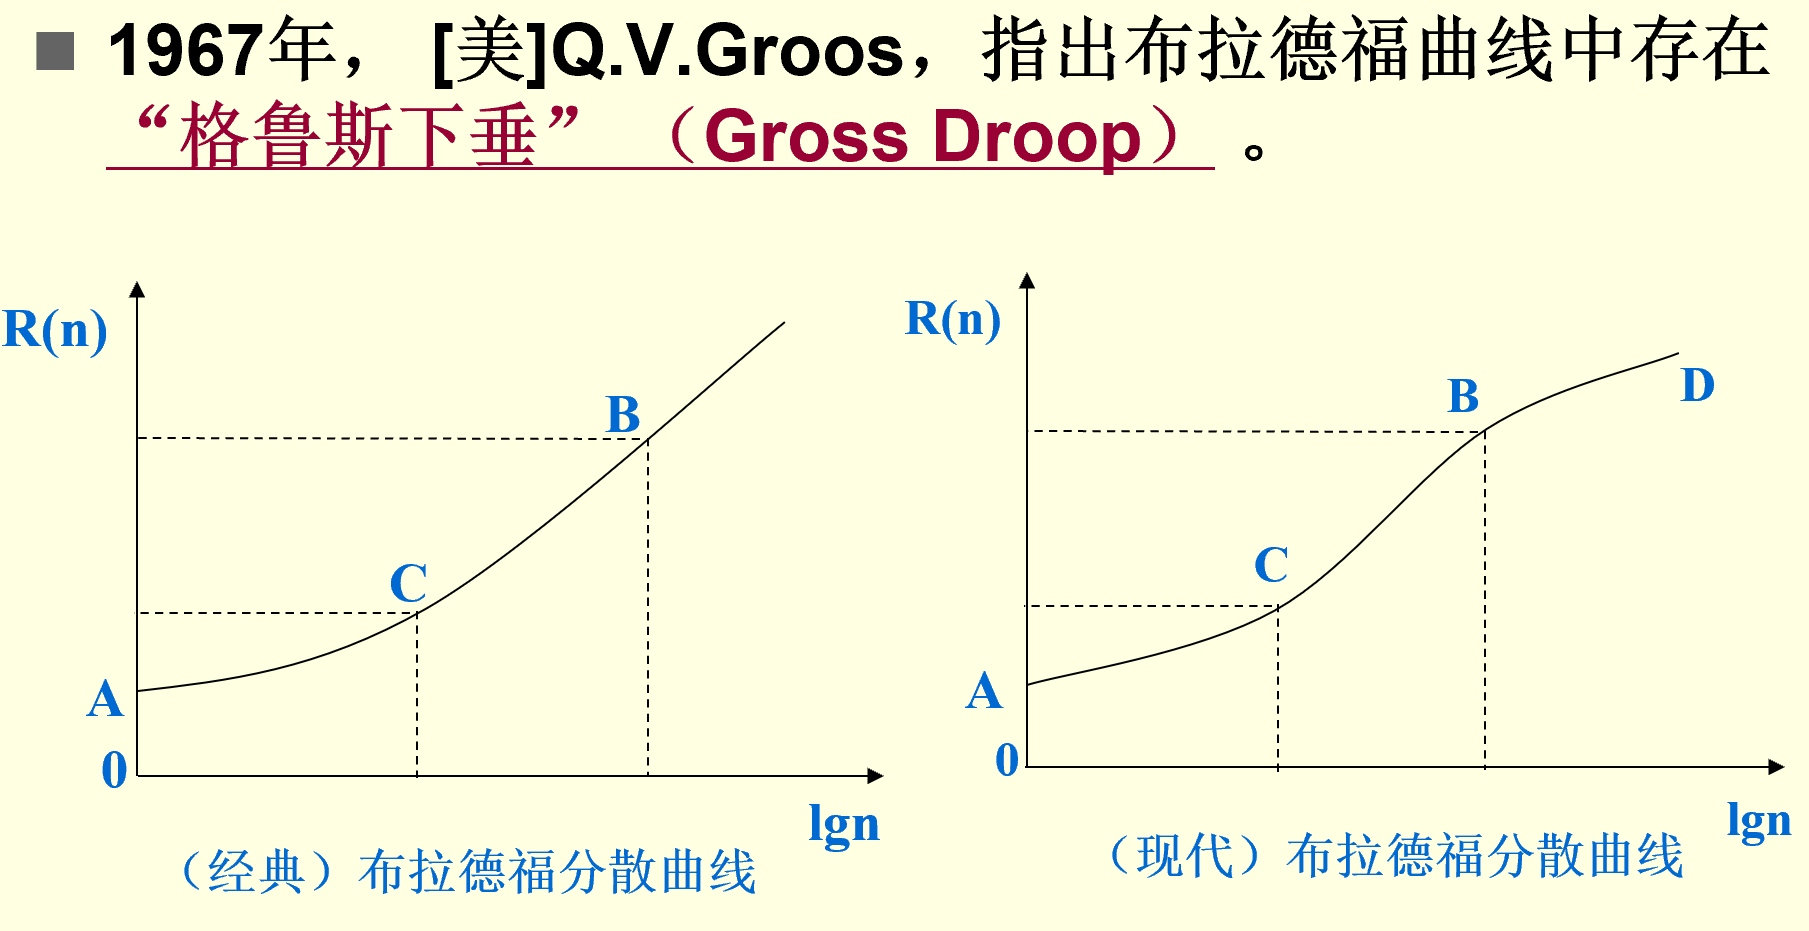 1967年， [美]Q.V.Groos，指出布拉德福曲线中存在
“格鲁斯下垂” （Gross Droop） 。
R(n)
B
C
A
0
lgn
（经典）布拉德福分散曲线
R(n)
B
D
C
A
0
lgn
（现代）布拉德福分散曲线